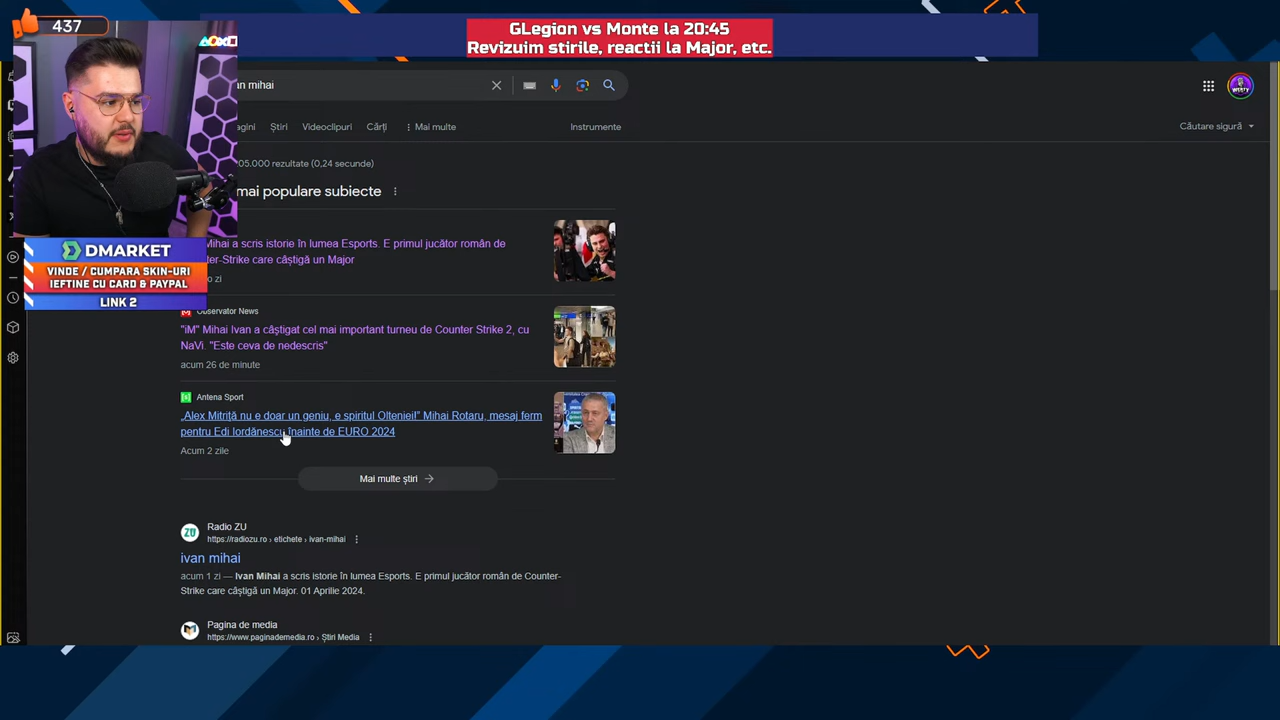 437
GLegion vs Monte la 20:45
Revizuim stirile, reactii la Major, etc.
an mihai
agini
Știri
Videoclipuri
Cărți
Mai multe
Instrumente
Căutare sigură
05.000 rezultate (0,24 secunde)
mai populare subiecte
Mihai a scris istorie în lumea Esports. E primul jucător român de
er-Strike care câștigă un Major
o zi
DMARKET
VINDE / CUMPARA SKIN-URI
IEFTINE CU CARD & PAYPAL
LINK 2
Observator News
"iM" Mihai Ivan a câștigat cel mai important turneu de Counter Strike 2, cu
NaVi. "Este ceva de nedescris"
acum 26 de minute
Antena Sport
„Alex Mitriță nu e doar un geniu, e spiritul Olteniei!” Mihai Rotaru, mesaj ferm
pentru Edi Iordănescu înainte de EURO 2024
Acum 2 zile
Mai multe știri
ZU
Radio ZU
https://radiozu.ro › etichete › ivan-mihai
ivan mihai
acum 1 zi — Ivan Mihai a scris istorie în lumea Esports. E primul jucător român de Counter-
Strike care câștigă un Major. 01 Aprilie 2024.
Pagina de media
https://www.paginademedia.ro › Știri Media